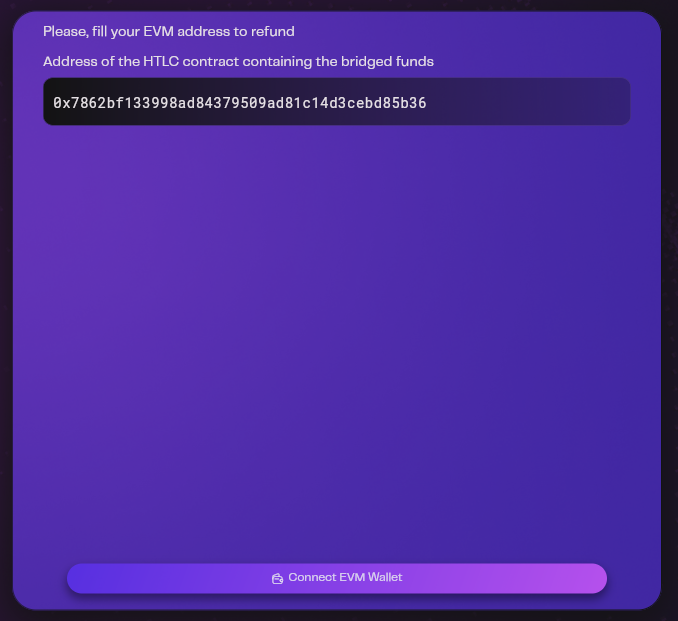 Please, fill your EVM address to refund
Address of the HTLC contract containing the bridged funds
0x7862bf133998ad84379509ad81c14d3cebd85b36
Connect EVM Wallet